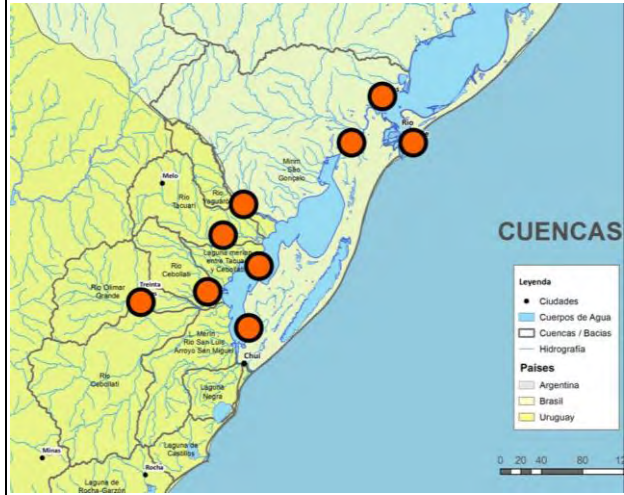 Río
Mirim
São
Gonçalo
Melo
Río
Tacuarí
Río
Yaguarón
CUENCAS
Laguna merín
entre Tacuarí
y Cebollatí
Río
Cebollatí
Río Olimar
Grande
Treinta
L. Merín
Río San Luis
Arroyo San Miguel
Chuí
Río
Cebollatí
Laguna
Negra
Laguna de
Castillos
Minas
Rocha
Laguna de
Rocha-Garzón
Leyenda
Ciudades
Cuerpos de Agua
Cuencas / Bacias
Hidrografía
Países
Argentina
Brasil
Uruguay
0 20 40 80